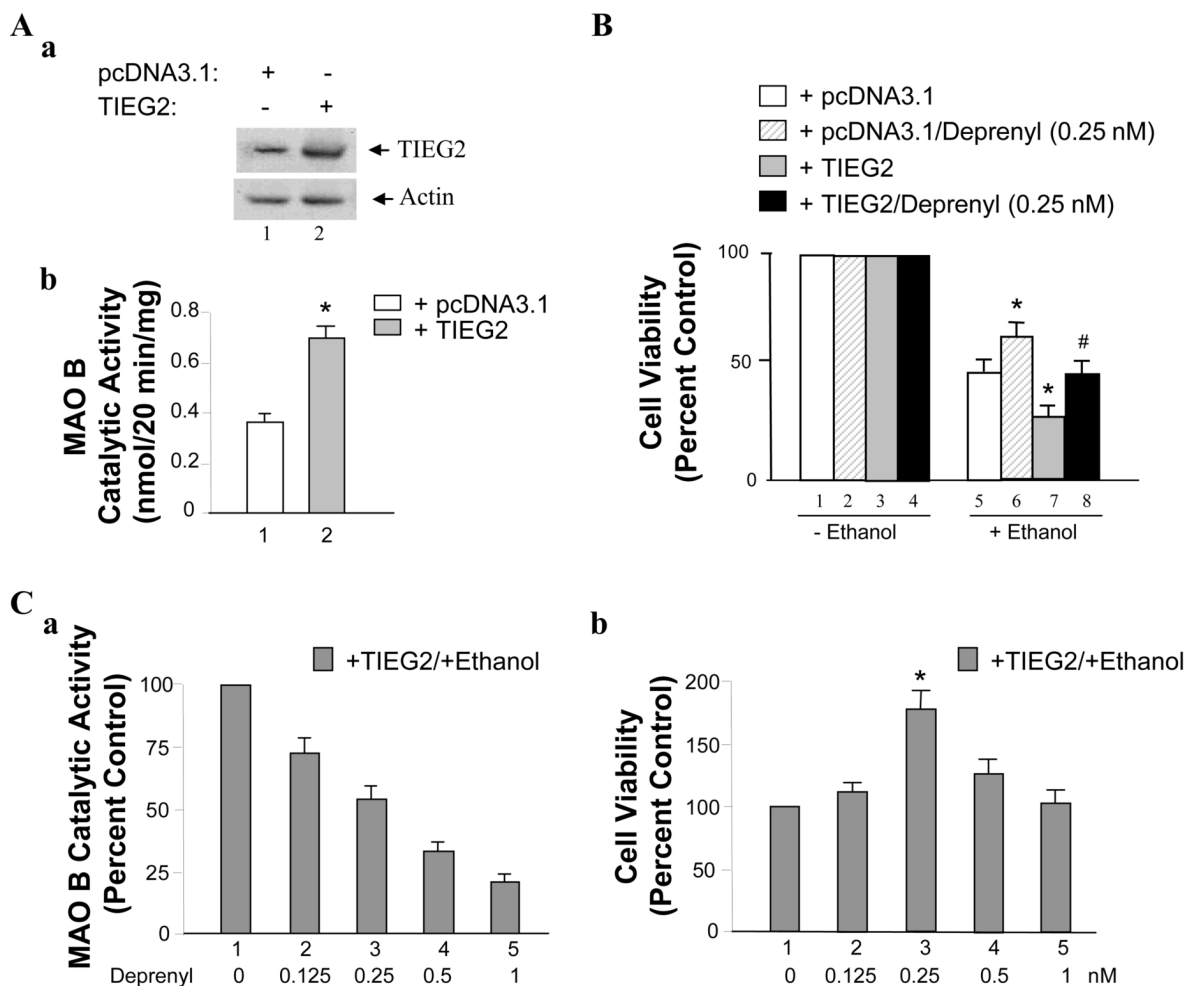 A
a
pcDNA3.1: + -
TIEG2: - +
TIEG2
Actin
1 2
b
MAO B
Catalytic Activity
(nmol/20 min/mg)
0.8
0.6
0.4
0.2
0
*
+ pcDNA3.1
+ TIEG2
1 2
B
+ pcDNA3.1
+ pcDNA3.1/Deprenyl (0.25 nM)
+ TIEG2
+ TIEG2/Deprenyl (0.25 nM)
Cell Viability
(Percent Control)
100
50
0
* * #
1 2 3 4 5 6 7 8
- Ethanol + Ethanol
C
a
MAO B Catalytic Activity
(Percent Control)
+TIEG2/+Ethanol
100
75
50
25
0
1 2 3 4 5
Deprenyl 0 0.125 0.25 0.5 1
b
Cell Viability
(Percent Control)
+TIEG2/+Ethanol
200
150
100
50
0
*
1 2 3 4 5
0 0.125 0.25 0.5 1 nM